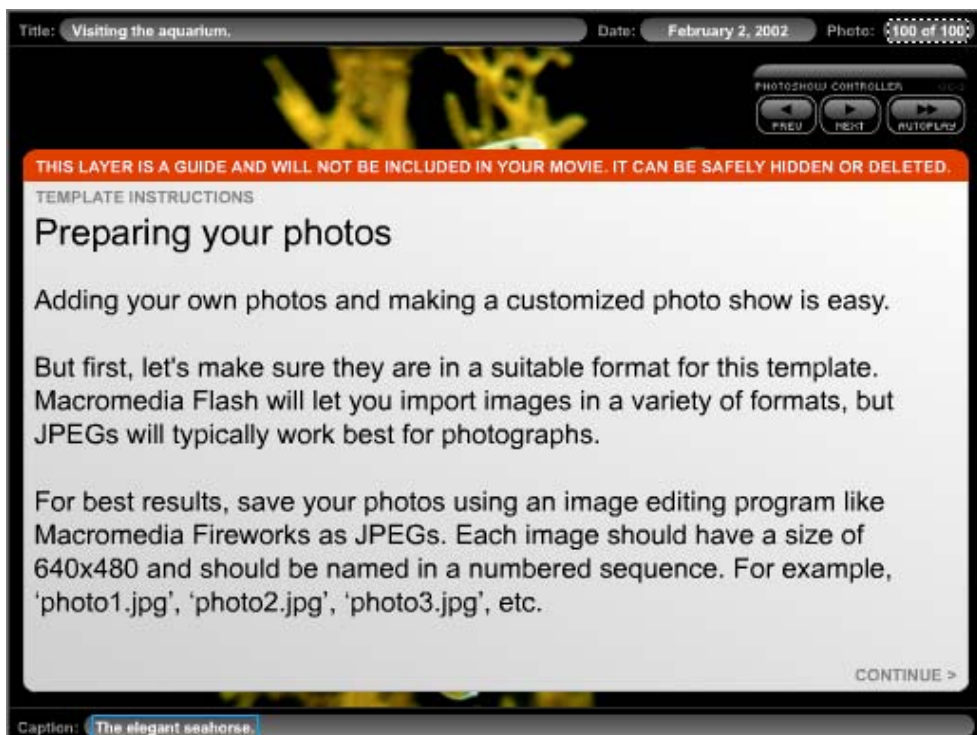 Title: Visiting the aquarium. Date: February 2, 2002 Photo: 100 of 100
PHOTOSHOW CONTROLLER
PREV NEXT AUTOPLAY
THIS LAYER IS A GUIDE AND WILL NOT BE INCLUDED IN YOUR MOVIE. IT CAN BE SAFELY HIDDEN OR DELETED.
TEMPLATE INSTRUCTIONS
Preparing your photos
Adding your own photos and making a customized photo show is easy.
But first, let's make sure they are in a suitable format for this template.
Macromedia Flash will let you import images in a variety of formats, but
JPEGs will typically work best for photographs.
For best results, save your photos using an image editing program like
Macromedia Fireworks as JPEGs. Each image should have a size of
640x480 and should be named in a numbered sequence. For example,
‘photo1.jpg’, ‘photo2.jpg’, ‘photo3.jpg’, etc.
CONTINUE >
Caption: The elegant seahorse.